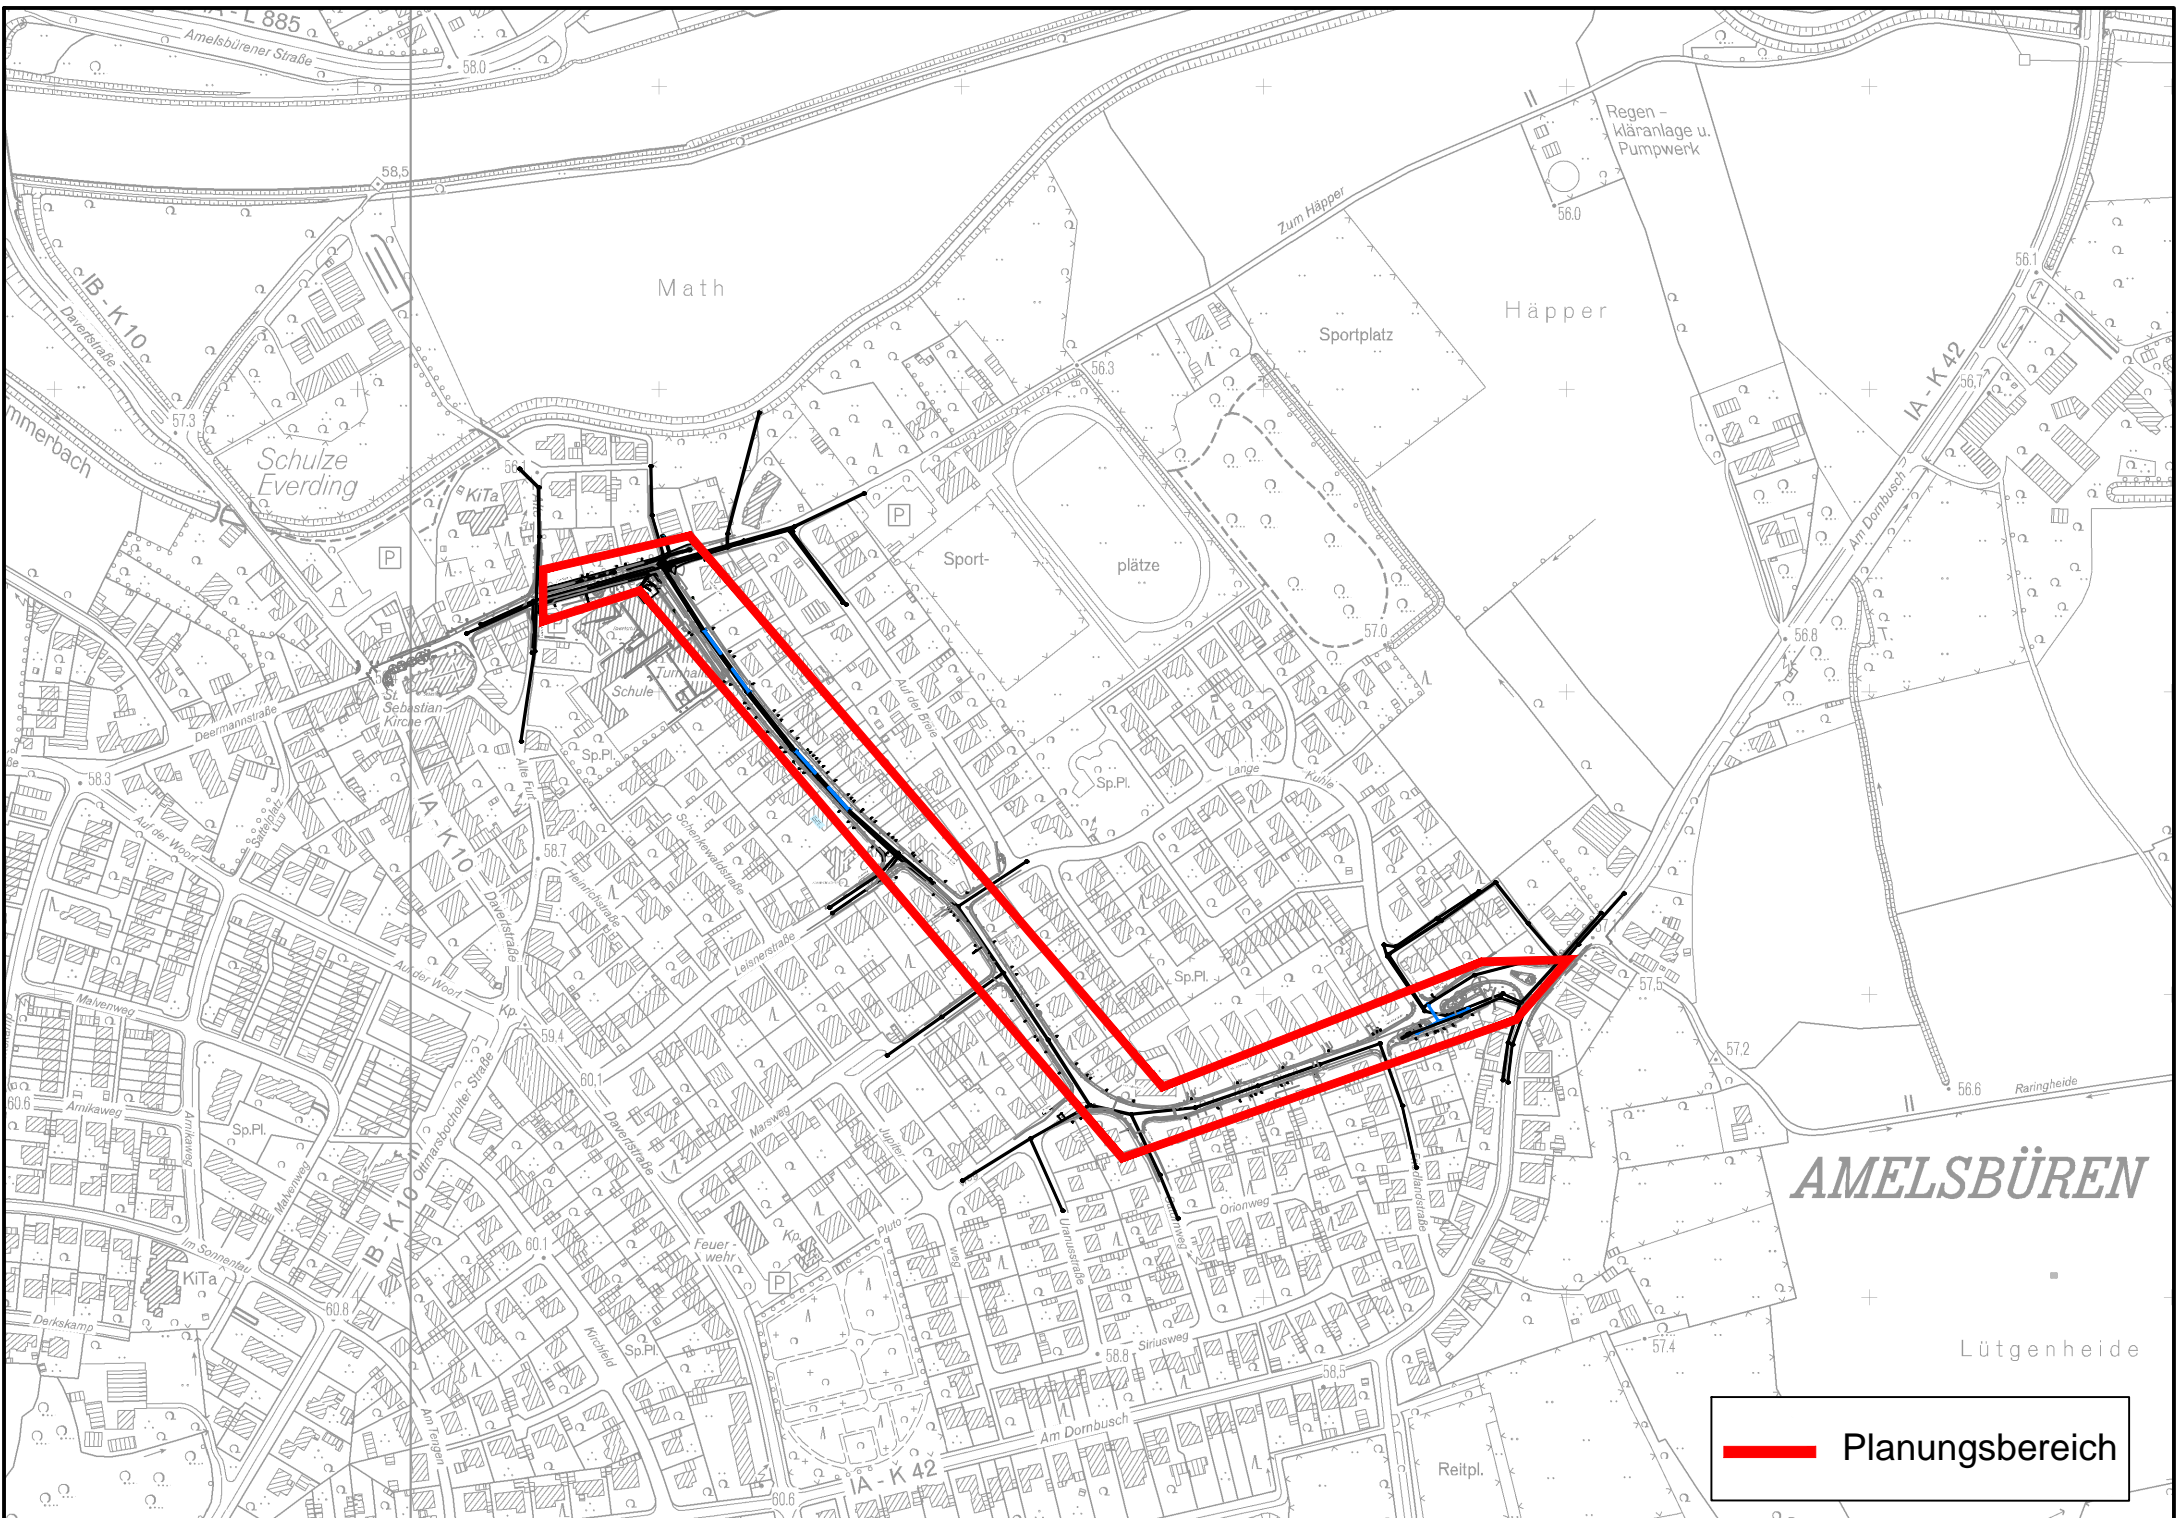 IA - L 885
Amelsbürener Straße
58.0
58,5
Regen -
kläranlage u.
Pumpwerk
56.0
Zum Häpper
IB - K 10
Davertstraße
Math
Häpper
Sportplatz
56.1
56.3
IA - K 42
56,7
57.3
mmerbach
Schulze
Everding
KiTa
P
P
Sport-
plätze
Am Dornbusch
57.0
56.8
T.
Turnhalle
Schule
St.
Sebastian
Kirche
Deermannstraße
Auf der Breie
Sp.Pl.
Alte Furt
Lange
Kuhle
Sp.Pl.
58.3
Auf der Woort
Sattelplatz
IA - K 10
58.7
Schenkewaldstraße
Heinrichstraße
Davertstraße
Leisnerstraße
Auf der Woort
Malvenweg
Kp.
59.4
Sp.Pl.
57,5
57.2
60.1
60.6
Arnikaweg
Arnikaweg
Sp.Pl.
Malvenweg
Ottmarsbocholter Straße
Davertstraße
Marsweg
Jupiter
56.6
Raringheide
AMELSBÜREN
IB - K 10
Orionweg
Pluto
weg
Uranusstraße
Im Sonnentau
KiTa
60.1
Feuer-
wehr
Kp.
P
60.8
Derkskamp
Kirchfeld
Sp.Pl.
58.8
Siriusweg
58,5
57.4
Lütgenheide
Am Dornbusch
IA - K 42
60.6
Reitpl.
Planungsbereich